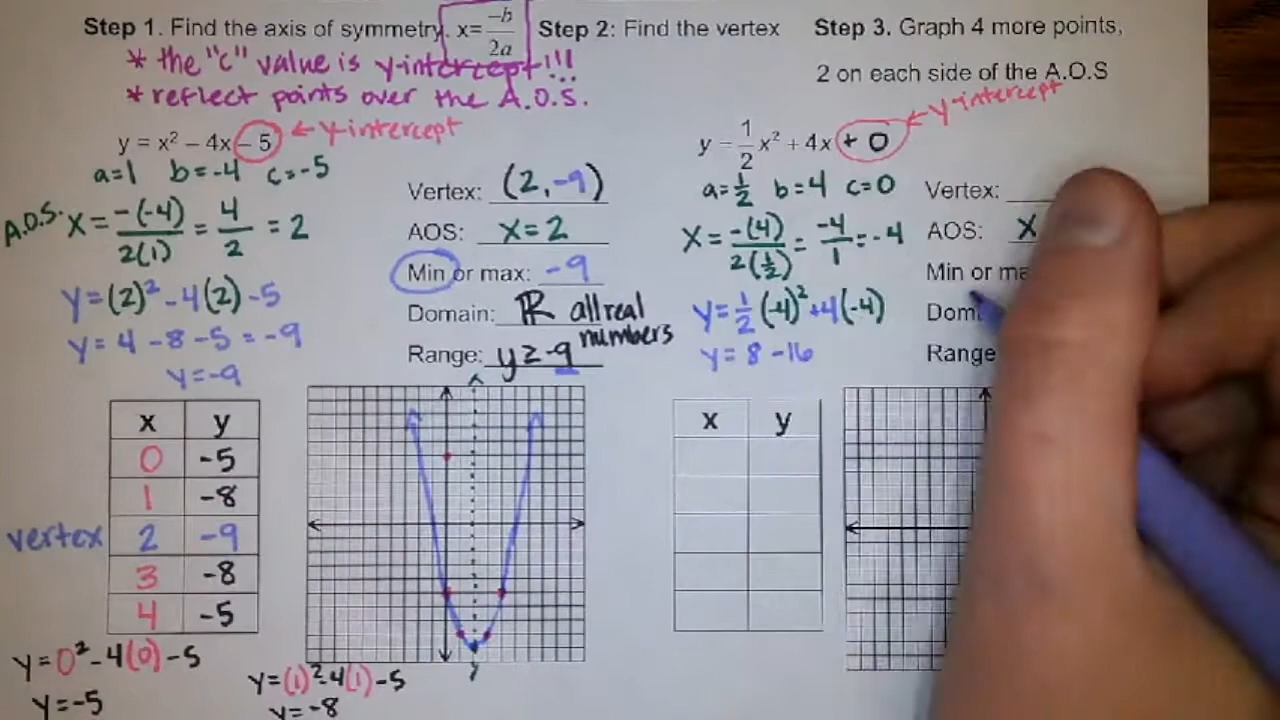 Step 1. Find the axis of symmetry. x= -b/2a Step 2: Find the vertex Step 3. Graph 4 more points,
2 on each side of the A.O.S
* the "c" value is y-intercept!!!
* reflect points over the A.O.S.
y = x² − 4x − 5 ← y-intercept
a=1 b=-4 c=-5
A.O.S. x = -(-4)/2(1) = 4/2 = 2
y=(2)² -4(2) -5
y= 4 -8 -5 = -9
y=-9
Vertex: (2,-9)
AOS: x=2
Min or max: -9
Domain: ℝ all real numbers
Range: y ≥ -9
x y
0 -5
1 -8
vertex 2 -9
3 -8
4 -5
y=0² -4(0) -5
y=-5
y=(1)² -4(1) -5
y=-8
y = 1/2 x² + 4x + 0 ← y-intercept
a=1/2 b=4 c=0
x = -(4)/2(1/2) = -4/1 = -4
y= 1/2 (-4)² +4(-4)
y= 8 -16
Vertex:
AOS: x
Min or
Range
x y